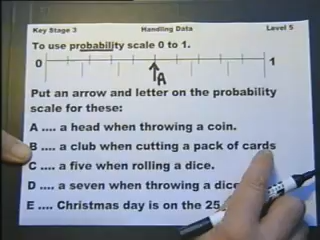 Key Stage 3 Handling Data Level 5
To use probability scale 0 to 1.
0 1
A
Put an arrow and letter on the probability
scale for these:
A .... a head when throwing a coin.
B .... a club when cutting a pack of cards
C .... a five when rolling a dice.
D .... a seven when throwing a dice
E .... Christmas day is on the 25